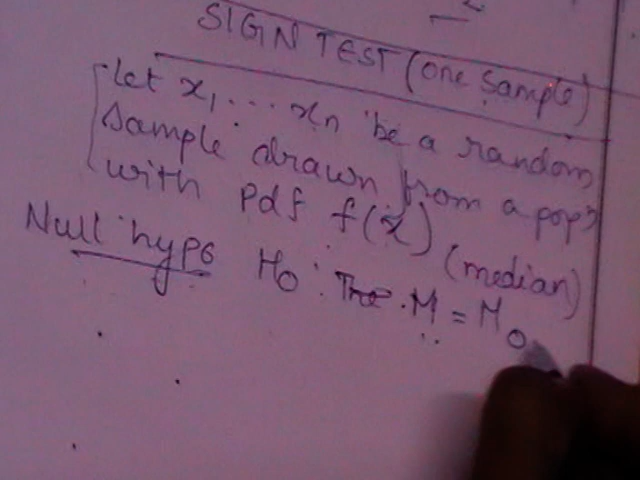 SIGN TEST (one sample)
Let x1, ... xn be a random
sample drawn from a popn
with pdf f(x) (median)
Null hypo H0 : The M = M0